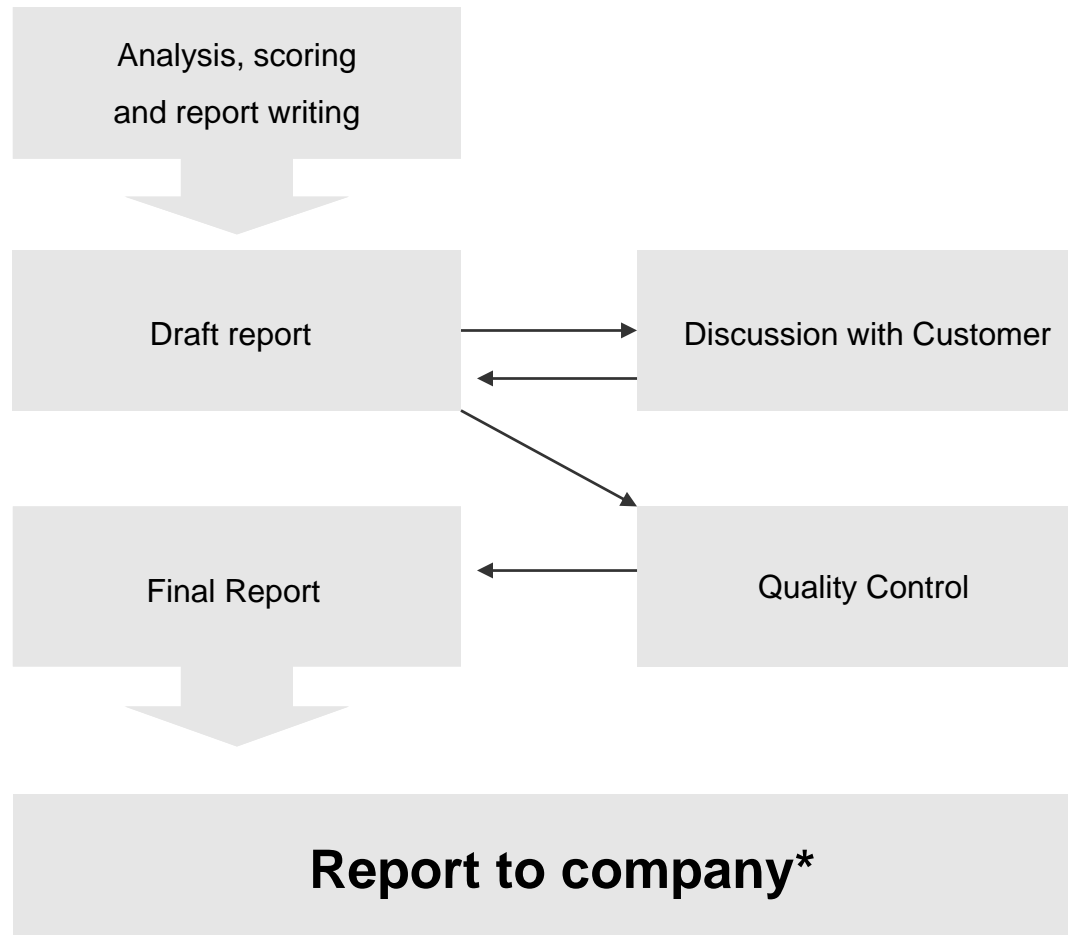 Analysis, scoring
and report writing
Draft report
Discussion with Customer
Final Report
Quality Control
Report to company*